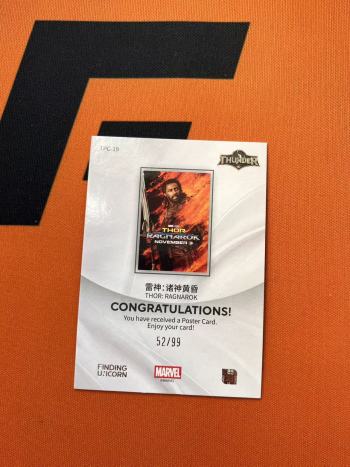 TPC-19
THUNDER
THOR
RAGNAROK
NOVEMBER 3
雷神：诸神黄昏
THOR: RAGNAROK
CONGRATULATIONS!
You have received a Poster Card.
Enjoy your card!
52/99
FINDING
UNICORN
MARVEL